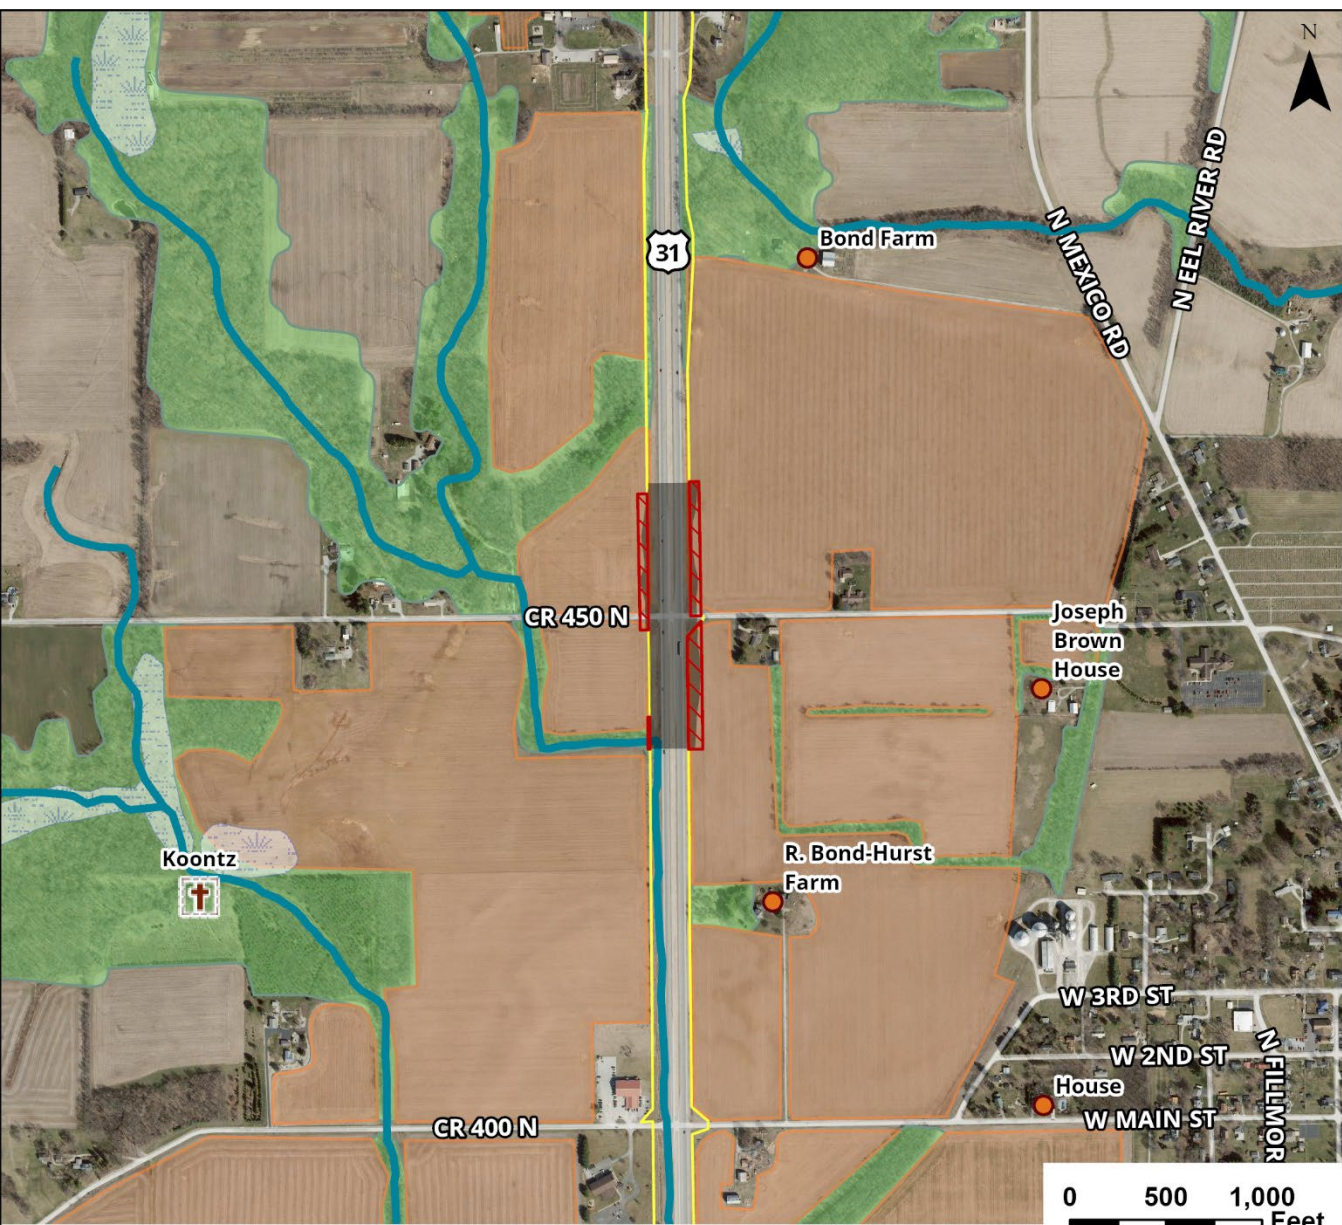 N
N EEL RIVER RD
N MEXICO RD
Bond Farm
31
Joseph
Brown
House
CR 450 N
R. Bond-Hurst
Farm
Koontz
W 3RD ST
W 2ND ST
N FILLMOR
House
W MAIN ST
CR 400 N
0 500 1,000
Feet